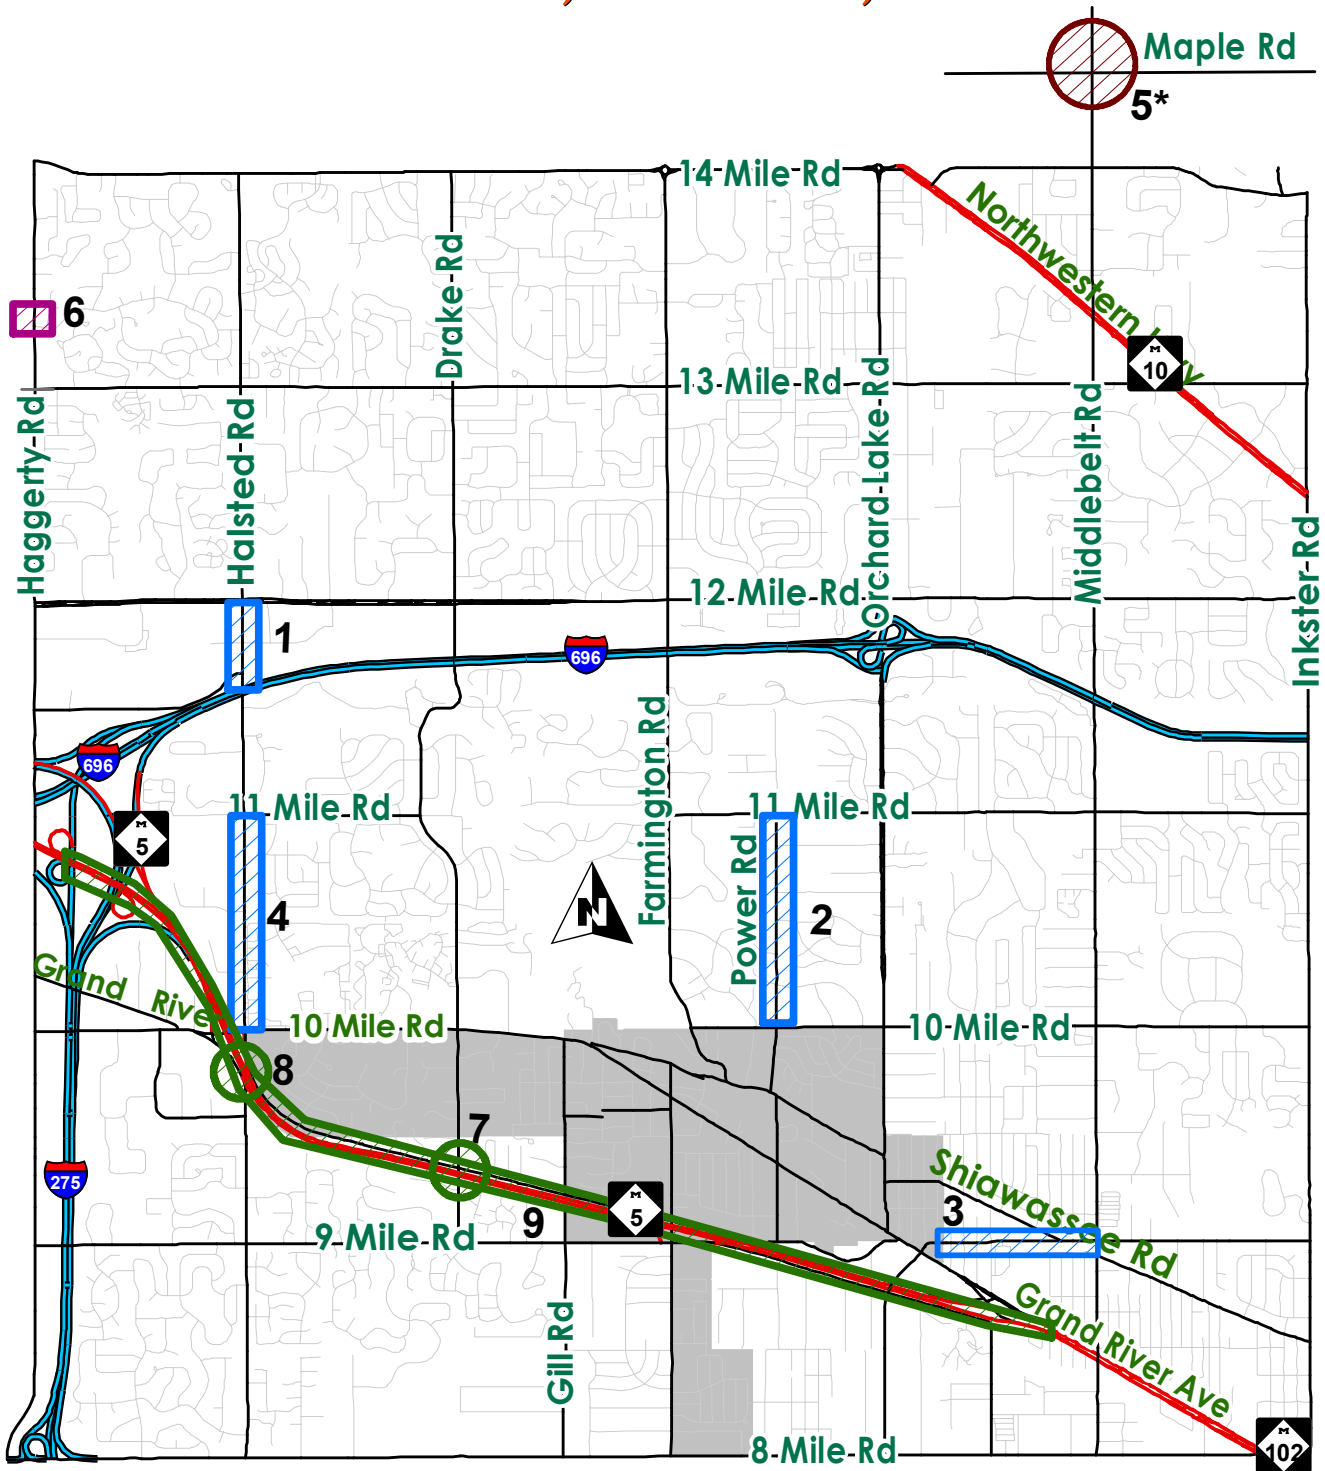 Maple Rd
5*
14 Mile Rd
Northwestern
M
10
6
Drake Rd
13 Mile Rd
Orchard Lake Rd
Middlebelt Rd
Haggerty Rd
Halsted Rd
12 Mile Rd
Inkster Rd
1
696
696
Farmington Rd
11 Mile Rd
11 Mile Rd
M
5
Power Rd
4
N
2
Grand River
10 Mile Rd
10 Mile Rd
8
7
Shiawassee Rd
275
M
5
3
9
9 Mile Rd
Grand River Ave
Gill Rd
8 Mile Rd
M
102